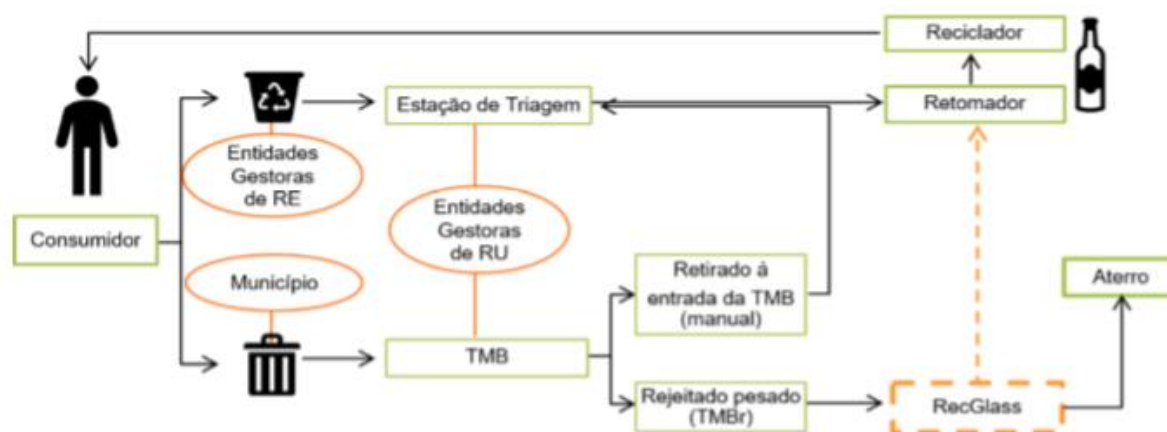 Reciclador
Retomador
Estação de Triagem
Entidades
Gestoras
de RE
Entidades
Gestoras
de RU
Consumidor
Município
Retirado á
entrada da TMB
(manual)
Aterro
TMB
Rejeitado pesado
(TMBr)
RecGlass